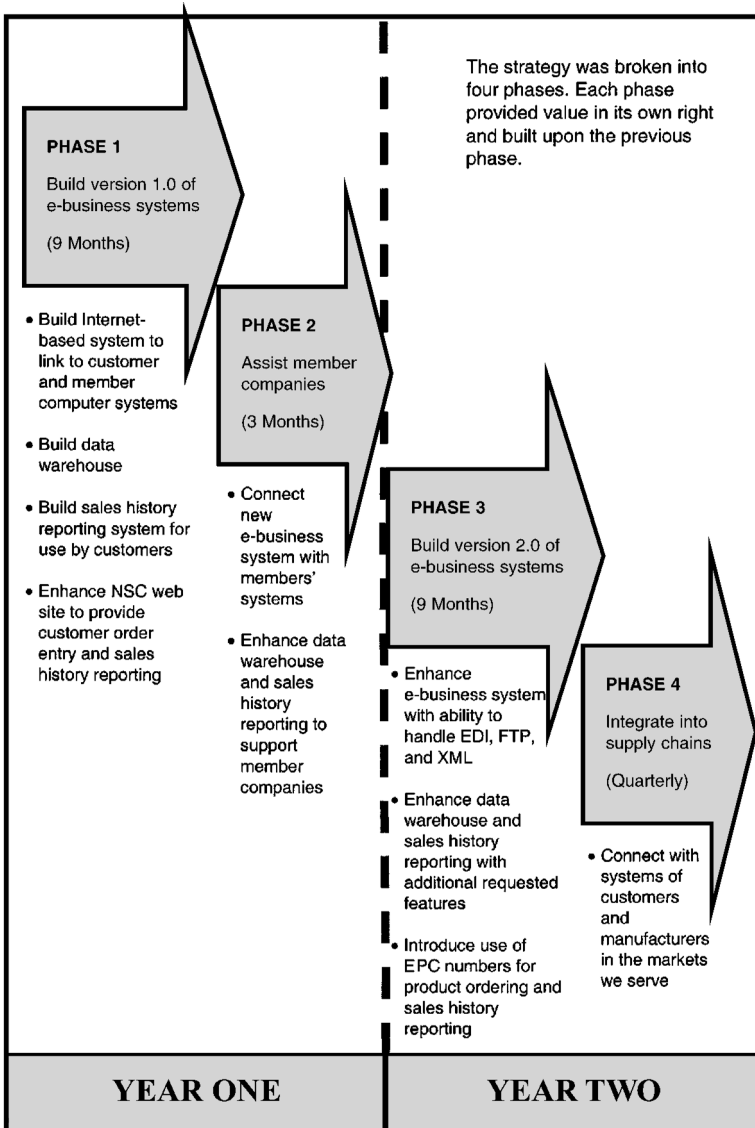 The strategy was broken into
four phases. Each phase
provided value in its own right
and built upon the previous
phase.
PHASE 1
Build version 1.0 of
e-business systems
(9 Months)
• Build Internet-
based system to
link to customer
and member
computer systems
• Build data
warehouse
• Build sales history
reporting system for
use by customers
• Enhance NSC web
site to provide
customer order
entry and sales
history reporting
PHASE 2
Assist member
companies
(3 Months)
• Connect
new
e-business
system with
members'
systems
• Enhance data
warehouse
and sales
history
reporting to
support
member
companies
PHASE 3
Build version 2.0 of
e-business systems
(9 Months)
• Enhance
e-business system
with ability to
handle EDI, FTP,
and XML
• Enhance data
warehouse and
sales history
reporting with
additional requested
features
• Introduce use of
EPC numbers for
product ordering and
sales history
reporting
PHASE 4
Integrate into
supply chains
(Quarterly)
• Connect with
systems of
customers
and
manufacturers
in the markets
we serve
YEAR ONE
YEAR TWO